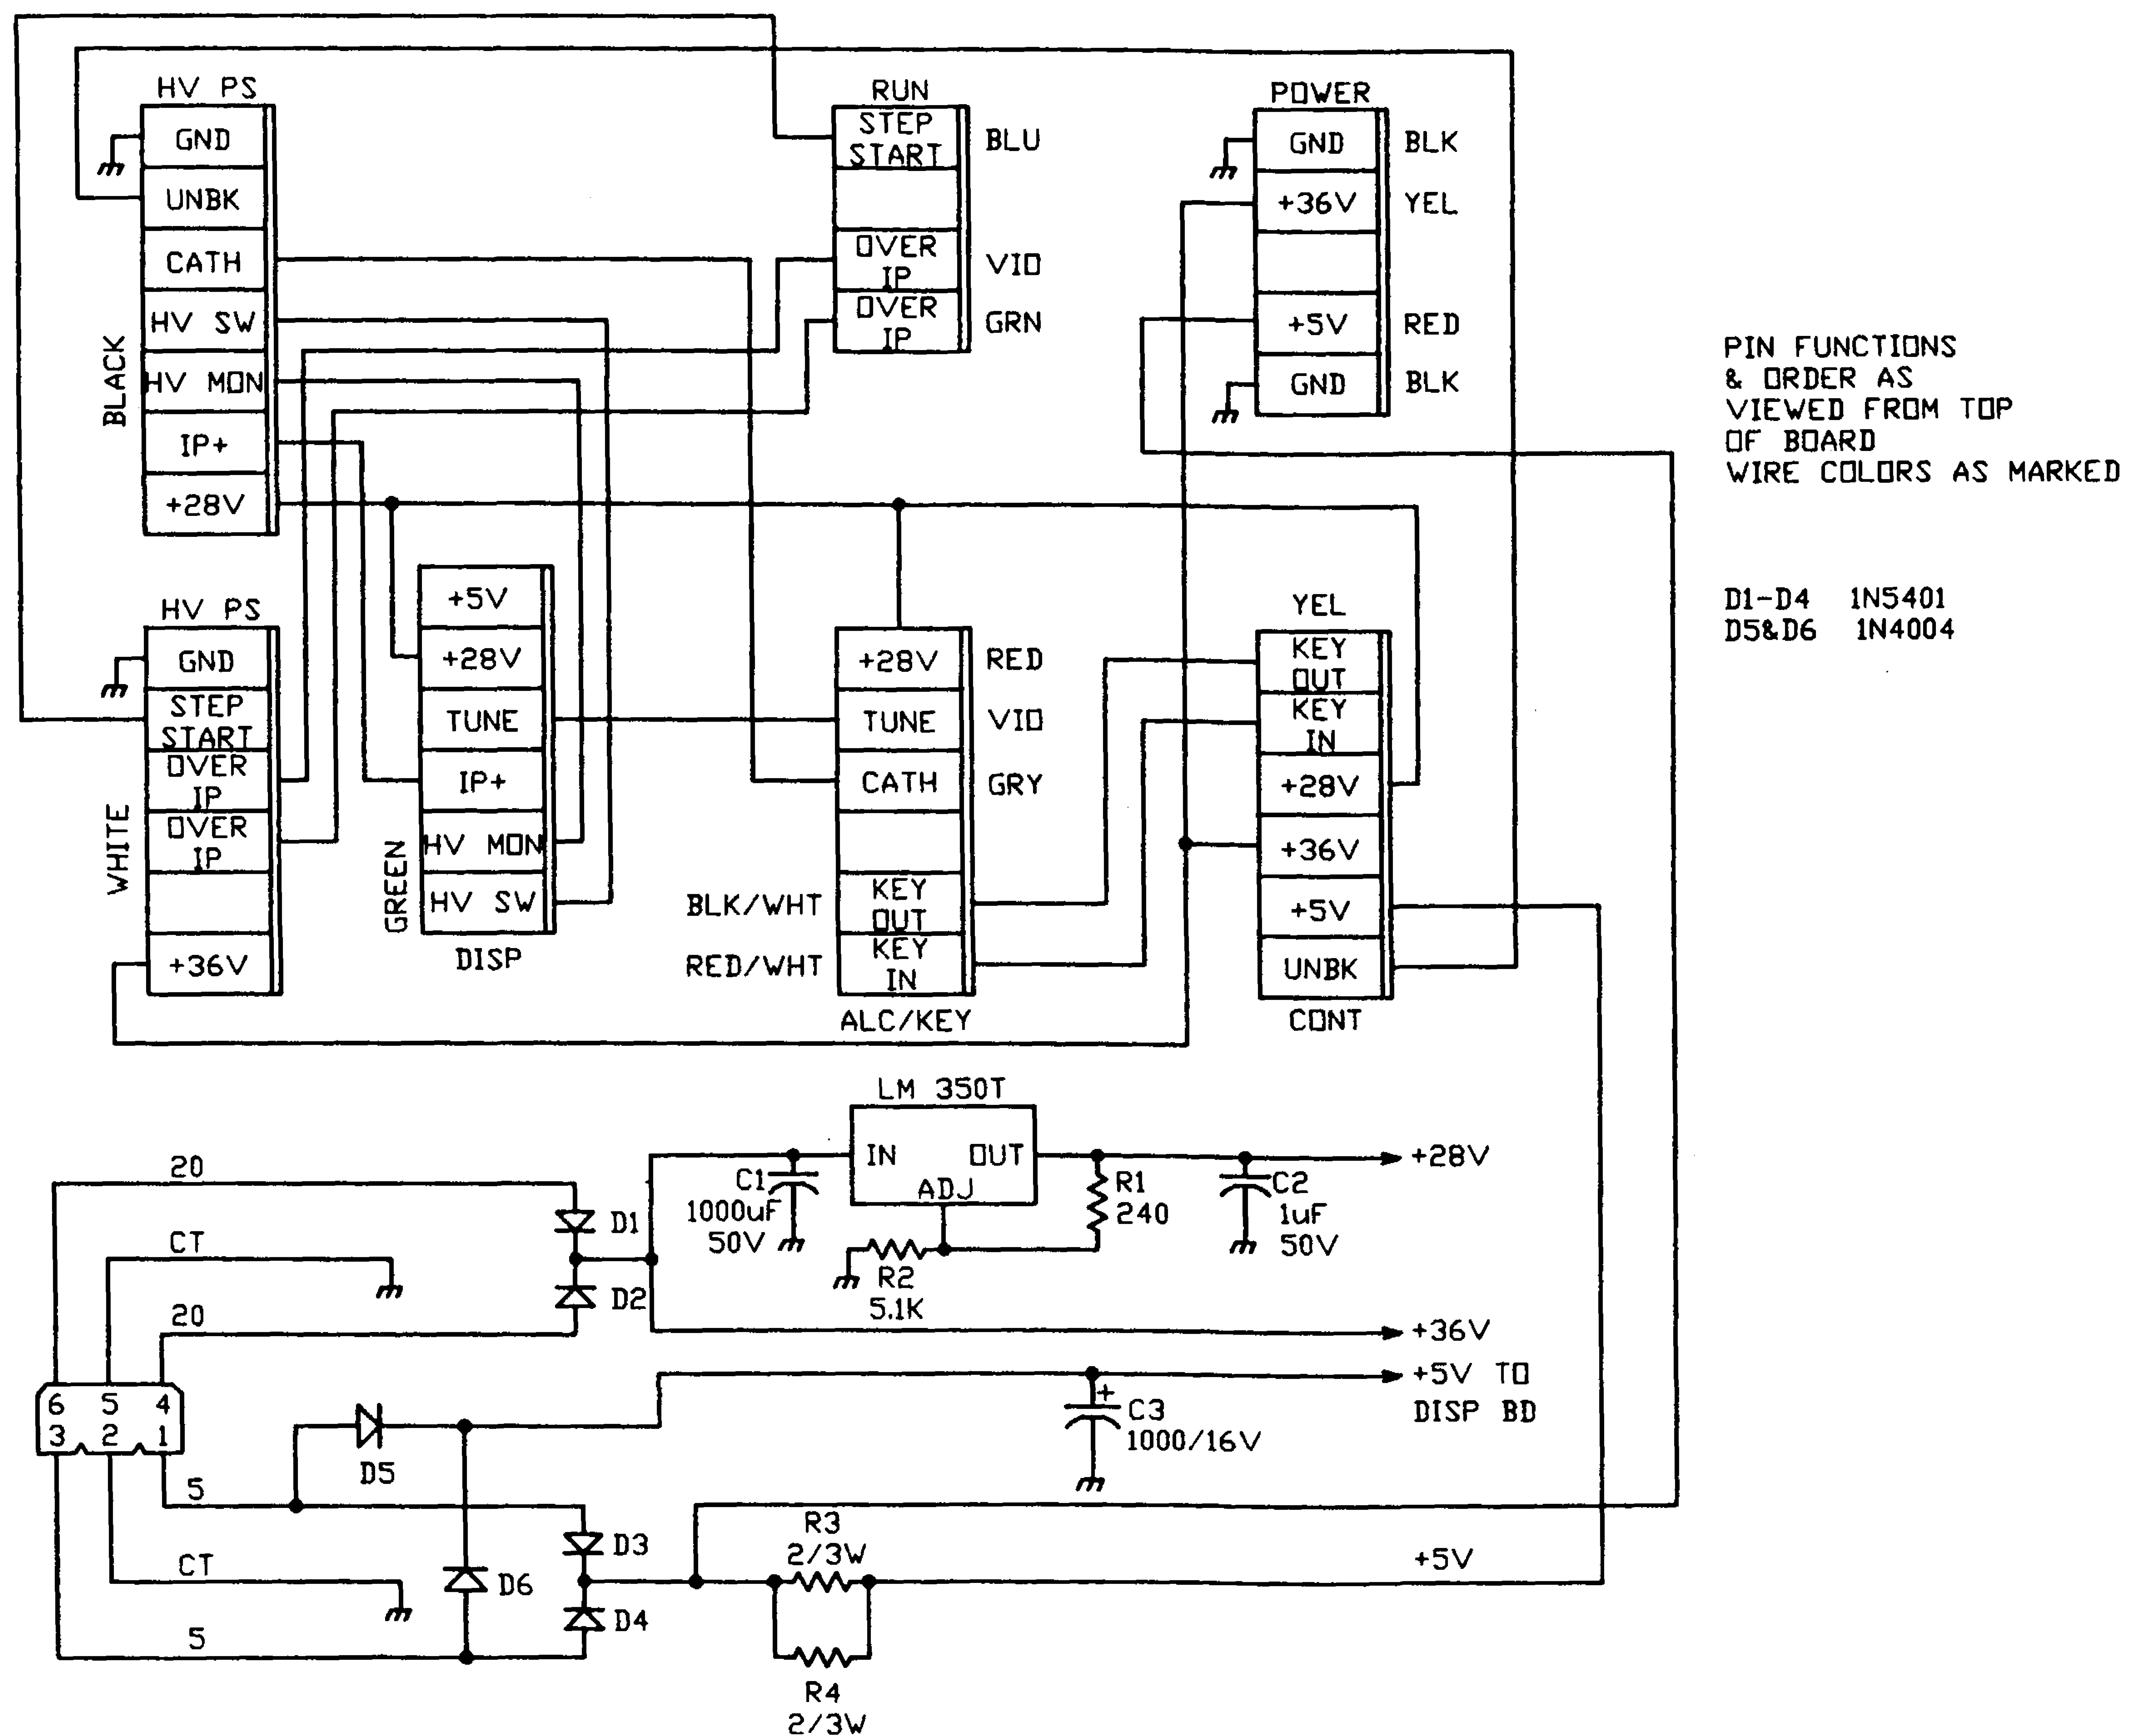 HV PS
GND
UNBK
CATH
HV SW
HV MON
IP+
+28V
BLACK
RUN
STEP
START
BLU
OVER
IP
VIO
OVER
IP
GRN
POWER
GND
BLK
+36V
YEL
+5V
RED
GND
BLK
PIN FUNCTIONS
& ORDER AS
VIEWED FROM TOP
OF BOARD
WIRE COLORS AS MARKED
D1-D4 1N5401
D5&D6 1N4004
HV PS
GND
STEP
START
OVER
IP
OVER
IP
+36V
WHITE
+5V
+28V
TUNE
IP+
HV MON
HV SW
GREEN
DISP
+28V
RED
TUNE
VIO
CATH
GRY
BLK/WHT
KEY
OUT
RED/WHT
KEY
IN
ALC/KEY
YEL
KEY
OUT
KEY
IN
+28V
+36V
+5V
UNBK
CONT
LM 350T
IN
OUT
ADJ
+28V
C1
1000uF
50V
R1
240
C2
1uF
50V
R2
5.1K
20
CT
20
D1
D2
+36V
+5V TO
DISP BD
C3
+
1000/16V
6 5 4
3 2 1
D5
5
CT
5
D6
D3
D4
R3
2/3W
+5V
R4
2/3W